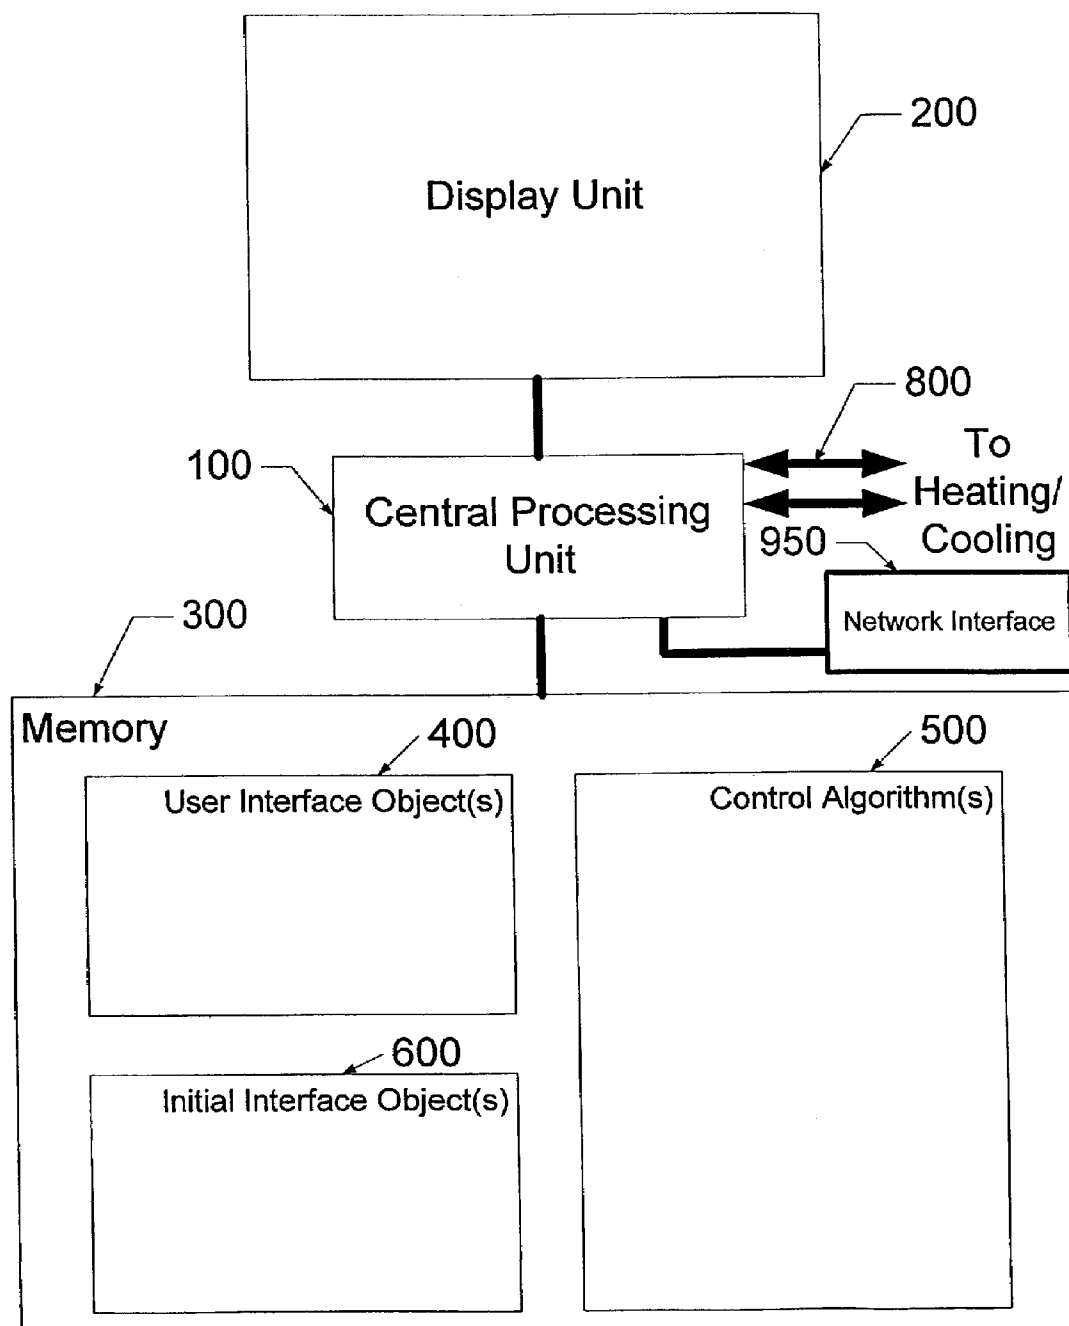 200
Display Unit
800
To
Heating/
Cooling
100
Central Processing
Unit
950
Network Interface
300
Memory
400
User Interface Object(s)
500
Control Algorithm(s)
600
Initial Interface Object(s)